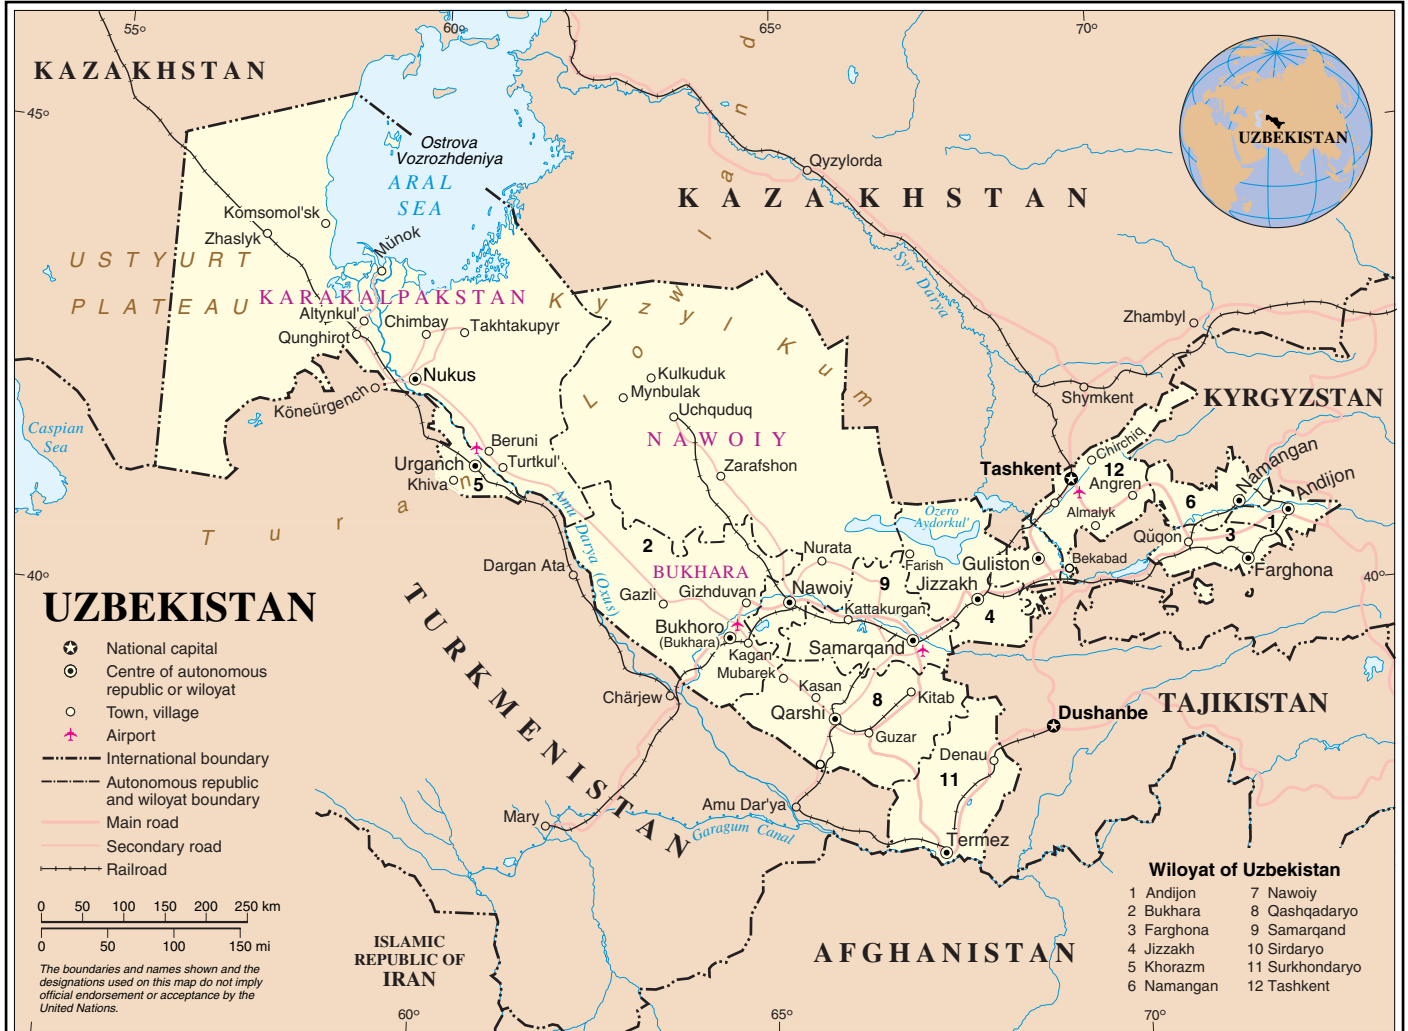 55°
60°
65°
70°
45°
KAZAKHSTAN
Ostrova
Vozrozhdeniya
ARAL
SEA
Qyzylorda
KAZAKHSTAN
UZBEKISTAN
Komsomol'sk
Zhaslyk
Mŭnok
USTYURT
PLATEAU
KARAKALPAKSTAN
Kyzyl Kum
Lowland
Syr Darya
Altynkul'
Chimbay
Takhtakupyr
Qunghirot
Zhambyl
Nukus
Köneürgench
Kulkuduk
Mynbulak
Uchquduq
NAWOIY
Zarafshon
Shymkent
KYRGYZSTAN
Caspian
Sea
Beruni
Urganch
Turtkul'
Khiva
5
Turan
Amu Darya (Oxus)
Tashkent
Chirchiq
12
Angren
Almalyk
Namangan
Andijon
6
1
3
Qŭqon
Farghona
Ozero
Aydorkul'
2
BUKHARA
Nurata
Farish
Guliston
Bekabad
Dargan Ata
Gazli
Gizhduvan
Nawoiy
9
Jizzakh
Kattakurgan
4
40°
40°
UZBEKISTAN
Bukhoro
(Bukhara)
Kagan
Samarqand
Mubarek
Kasan
8
Kitab
Chärjew
Qarshi
Guzar
TURKMENISTAN
Denau
11
Dushanbe
TAJIKISTAN
Amu Dar'ya
Mary
Garagum Canal
Termez
National capital
Centre of autonomous
republic or wiloyat
Town, village
Airport
International boundary
Autonomous republic
and wiloyat boundary
Main road
Secondary road
Railroad
0 50 100 150 200 250 km
0 50 100 150 mi
The boundaries and names shown and the
designations used on this map do not imply
official endorsement or acceptance by the
United Nations.
ISLAMIC
REPUBLIC OF
IRAN
AFGHANISTAN
Wiloyat of Uzbekistan
1 Andijon
2 Bukhara
3 Farghona
4 Jizzakh
5 Khorazm
6 Namangan
7 Nawoiy
8 Qashqadaryo
9 Samarqand
10 Sirdaryo
11 Surkhondaryo
12 Tashkent
60°
65°
70°